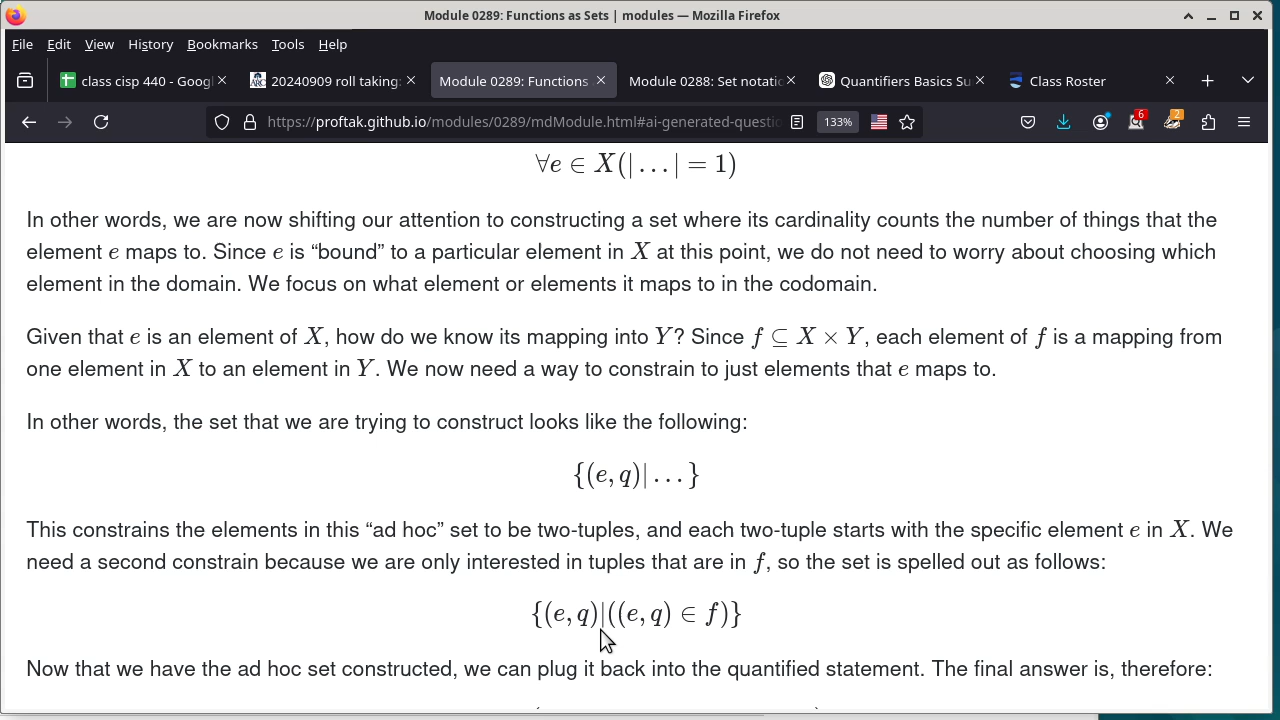 Module 0289: Functions as Sets | modules — Mozilla Firefox
File Edit View History Bookmarks Tools Help
class cisp 440 - Googl 20240909 roll taking: Module 0289: Functions Module 0288: Set notatic Quantifiers Basics Su Class Roster
https://proftak.github.io/modules/0289/mdModule.html#ai-generated-questio 133% 6 2
∀e ∈ X(|…| = 1)
In other words, we are now shifting our attention to constructing a set where its cardinality counts the number of things that the
element e maps to. Since e is “bound” to a particular element in X at this point, we do not need to worry about choosing which
element in the domain. We focus on what element or elements it maps to in the codomain.
Given that e is an element of X, how do we know its mapping into Y? Since f ⊆ X × Y, each element of f is a mapping from
one element in X to an element in Y. We now need a way to constrain to just elements that e maps to.
In other words, the set that we are trying to construct looks like the following:
{(e, q)|…}
This constrains the elements in this “ad hoc” set to be two-tuples, and each two-tuple starts with the specific element e in X. We
need a second constrain because we are only interested in tuples that are in f, so the set is spelled out as follows:
{(e, q)|((e, q) ∈ f)}
Now that we have the ad hoc set constructed, we can plug it back into the quantified statement. The final answer is, therefore: